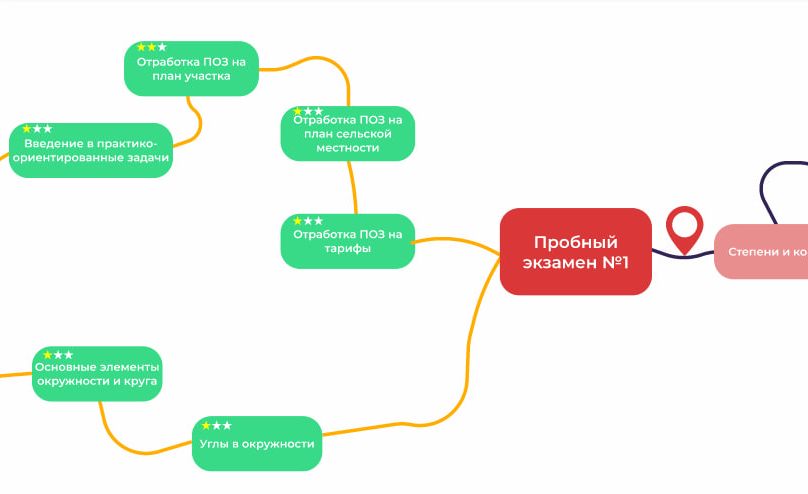 Отработка ПОЗ на
план участка
Введение в практико-
ориентированные задачи
Отработка ПОЗ на
план сельской
местности
Отработка ПОЗ на
тарифы
Пробный
экзамен №1
Степени и ко
Основные элементы
окружности и круга
Углы в окружности